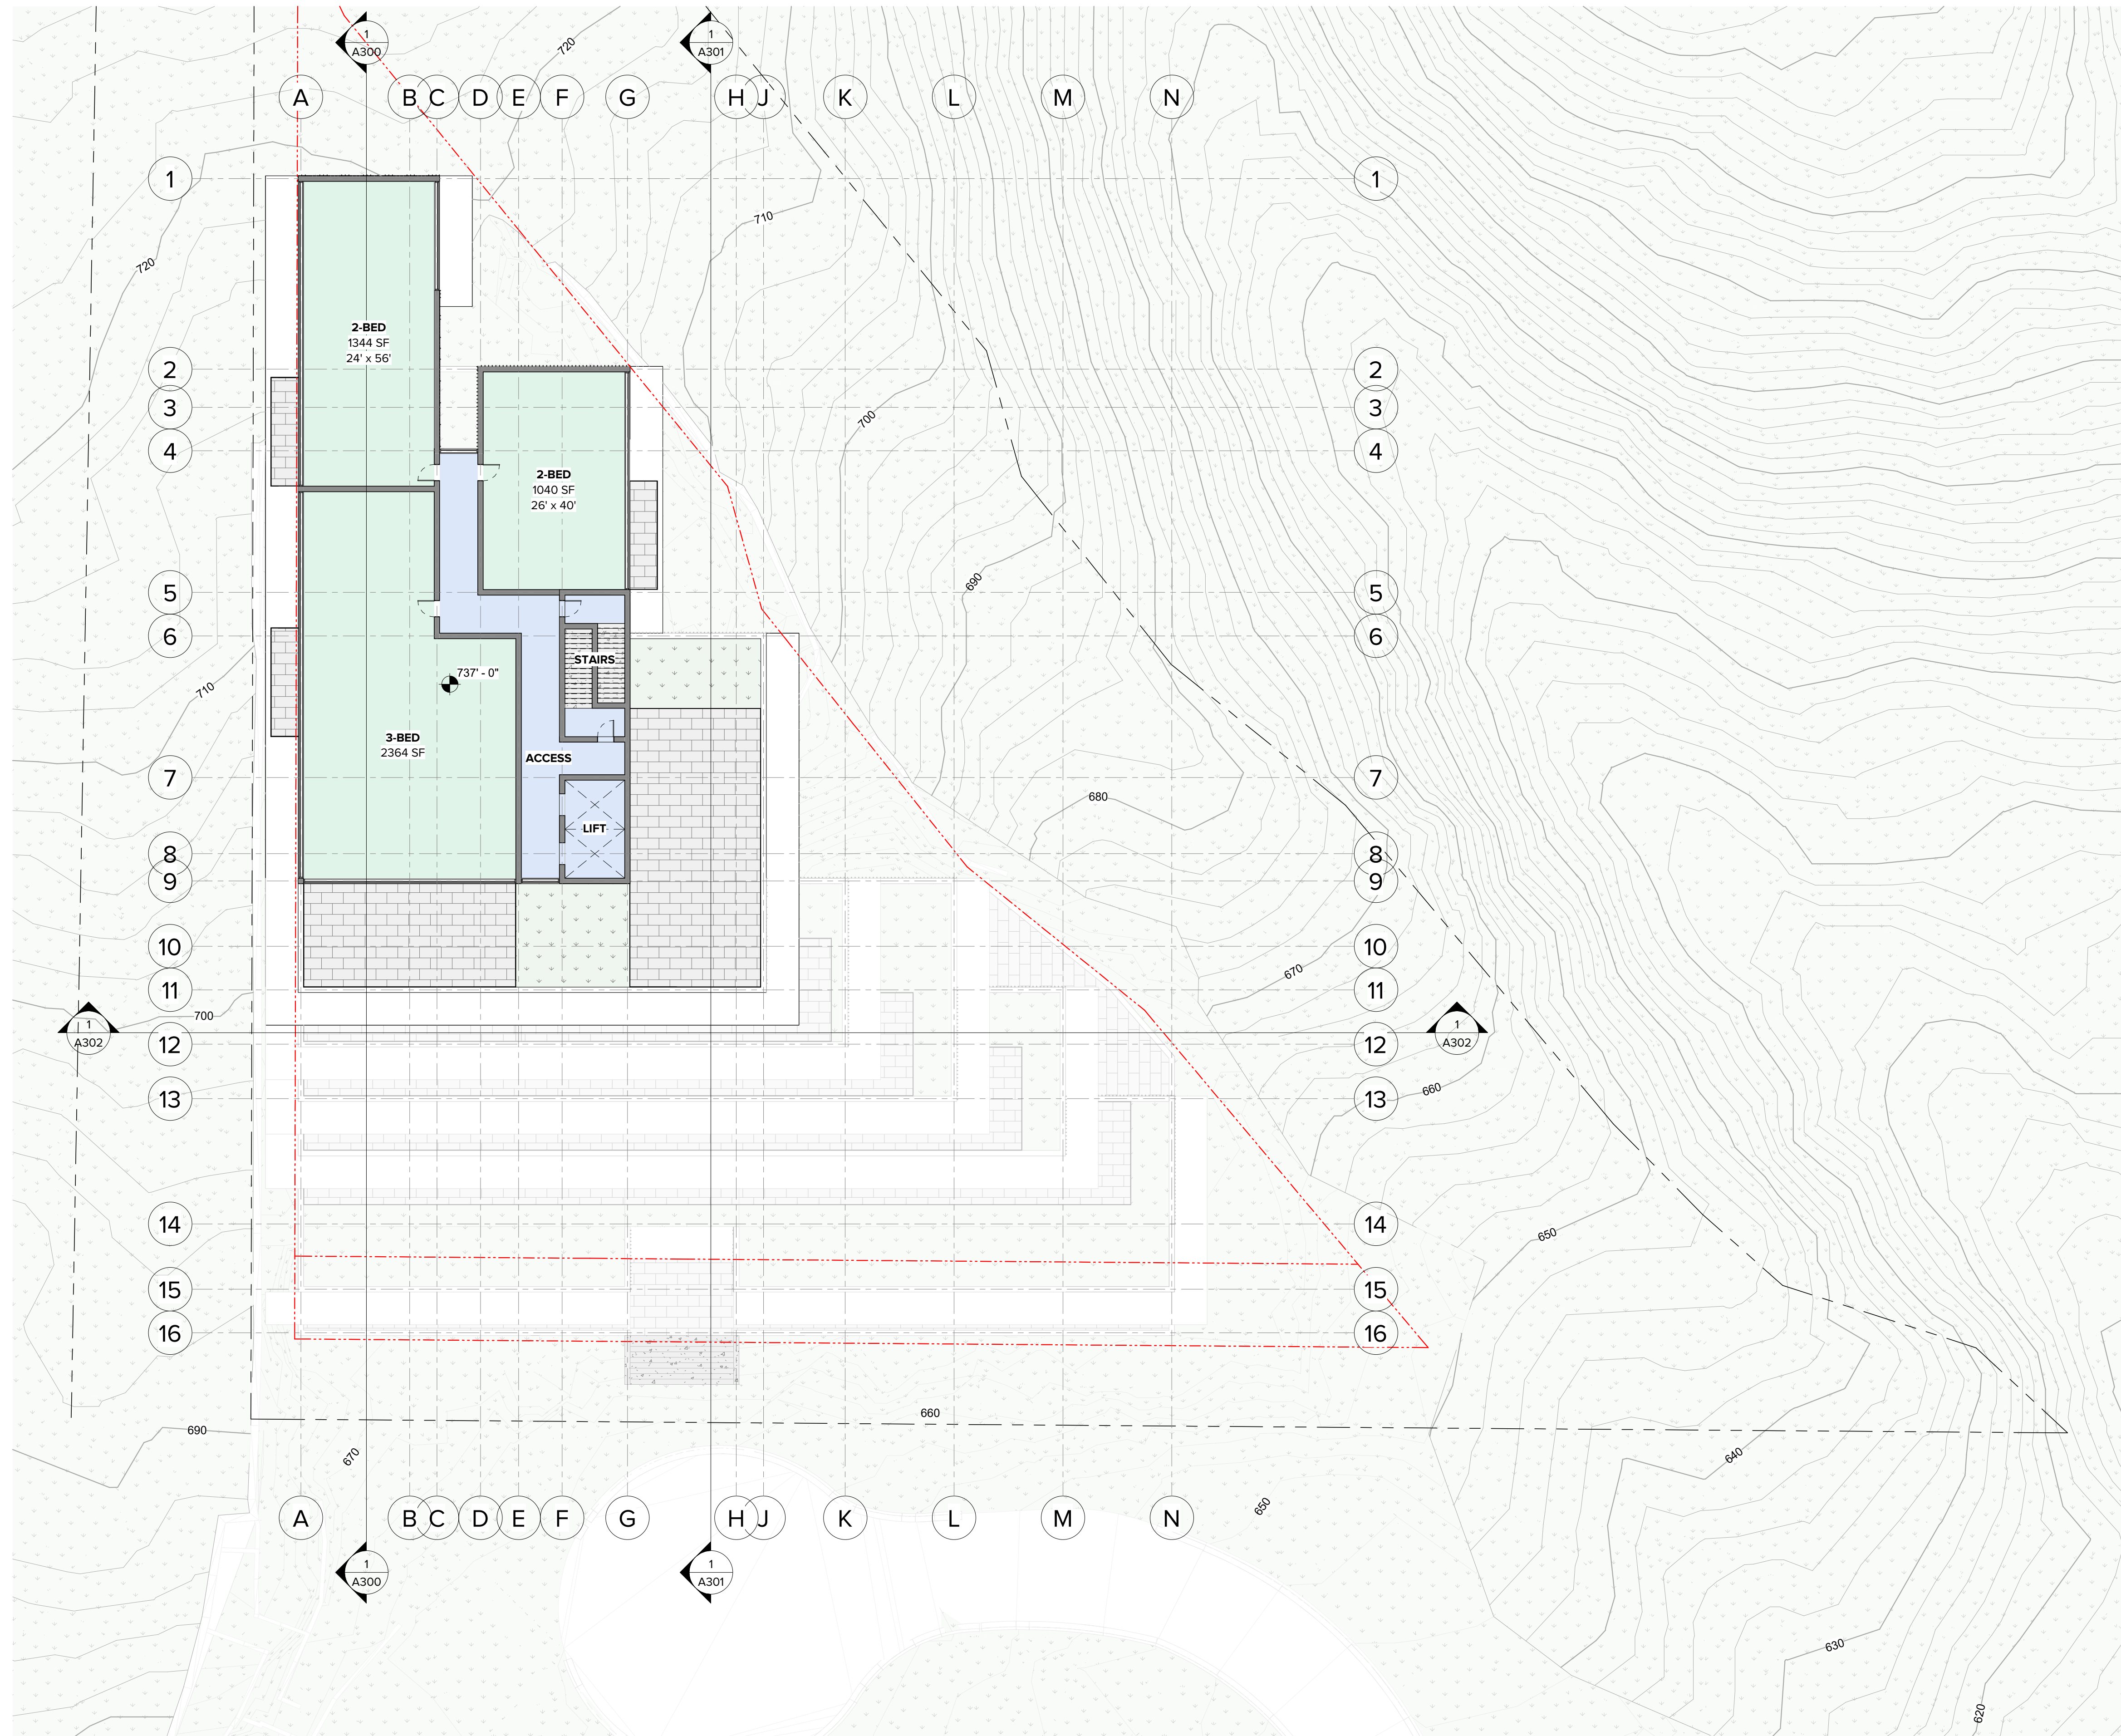 1
A300
1
A301
720
A
B
C
D
E
F
G
H
J
K
L
M
N
1
1
710
720
2-BED
1344 SF
24' x 56'
2
2
3
3
700
4
4
2-BED
1040 SF
26' x 40'
690
5
5
6
6
STAIRS
737' - 0"
710
3-BED
2364 SF
ACCESS
7
7
680
LIFT
8
8
9
9
10
10
670
11
11
700
1
A302
1
A302
12
12
660
13
13
14
14
650
15
15
16
16
660
690
670
640
650
A
B
C
D
E
F
G
H
J
K
L
M
N
1
A300
1
A301
630
620